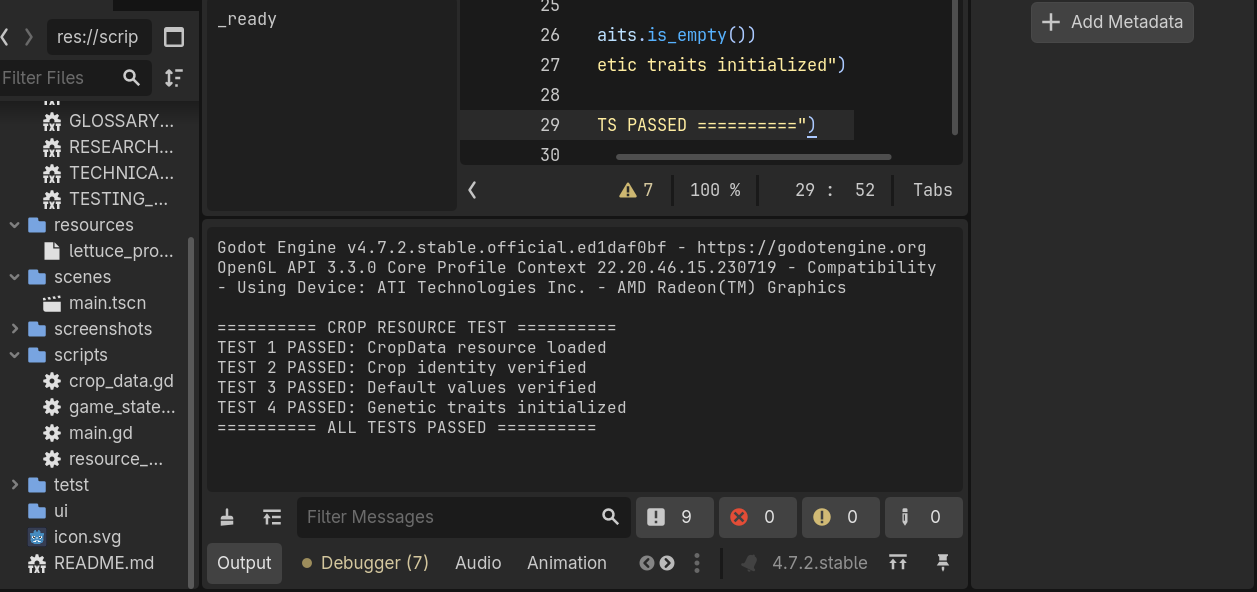 res://scrip
Filter Files
GLOSSARY...
RESEARCH...
TECHNICA...
TESTING_...
resources
lettuce_pro...
scenes
main.tscn
screenshots
scripts
crop_data.gd
game_state...
main.gd
resource_...
tetst
ui
icon.svg
README.md
_ready
25
26 aits.is_empty())
27 etic traits initialized")
28
29 TS PASSED ==========")
30
7 100 % 29 : 52 Tabs
Godot Engine v4.7.2.stable.official.ed1daf0bf - https://godotengine.org
OpenGL API 3.3.0 Core Profile Context 22.20.46.15.230719 - Compatibility
- Using Device: ATI Technologies Inc. - AMD Radeon(TM) Graphics
========== CROP RESOURCE TEST ==========
TEST 1 PASSED: CropData resource loaded
TEST 2 PASSED: Crop identity verified
TEST 3 PASSED: Default values verified
TEST 4 PASSED: Genetic traits initialized
========== ALL TESTS PASSED ==========
Filter Messages 9 0 0 0
Output Debugger (7) Audio Animation 4.7.2.stable
Add Metadata